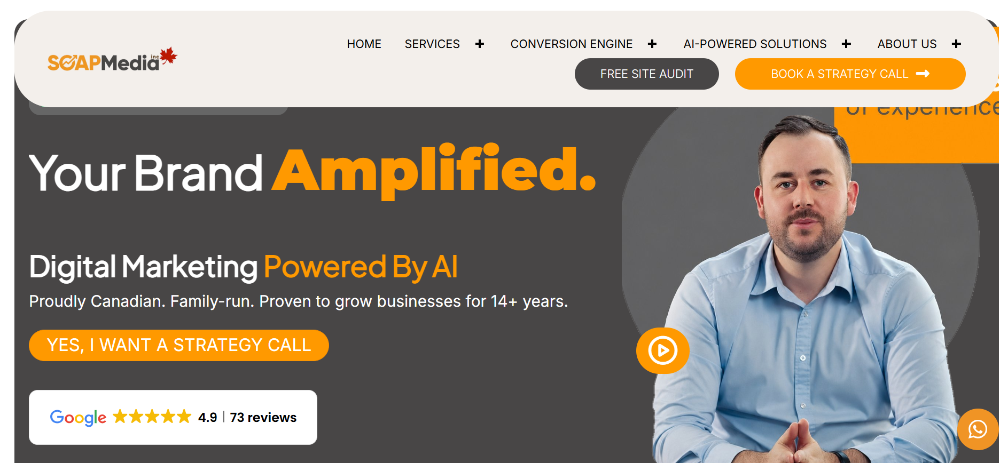 HOME SERVICES + CONVERSION ENGINE + AI-POWERED SOLUTIONS + ABOUT US +
SOAPMedia inc
FREE SITE AUDIT BOOK A STRATEGY CALL
of experience
Your Brand Amplified.
Digital Marketing Powered By AI
Proudly Canadian. Family-run. Proven to grow businesses for 14+ years.
YES, I WANT A STRATEGY CALL
Google 4.9 | 73 reviews